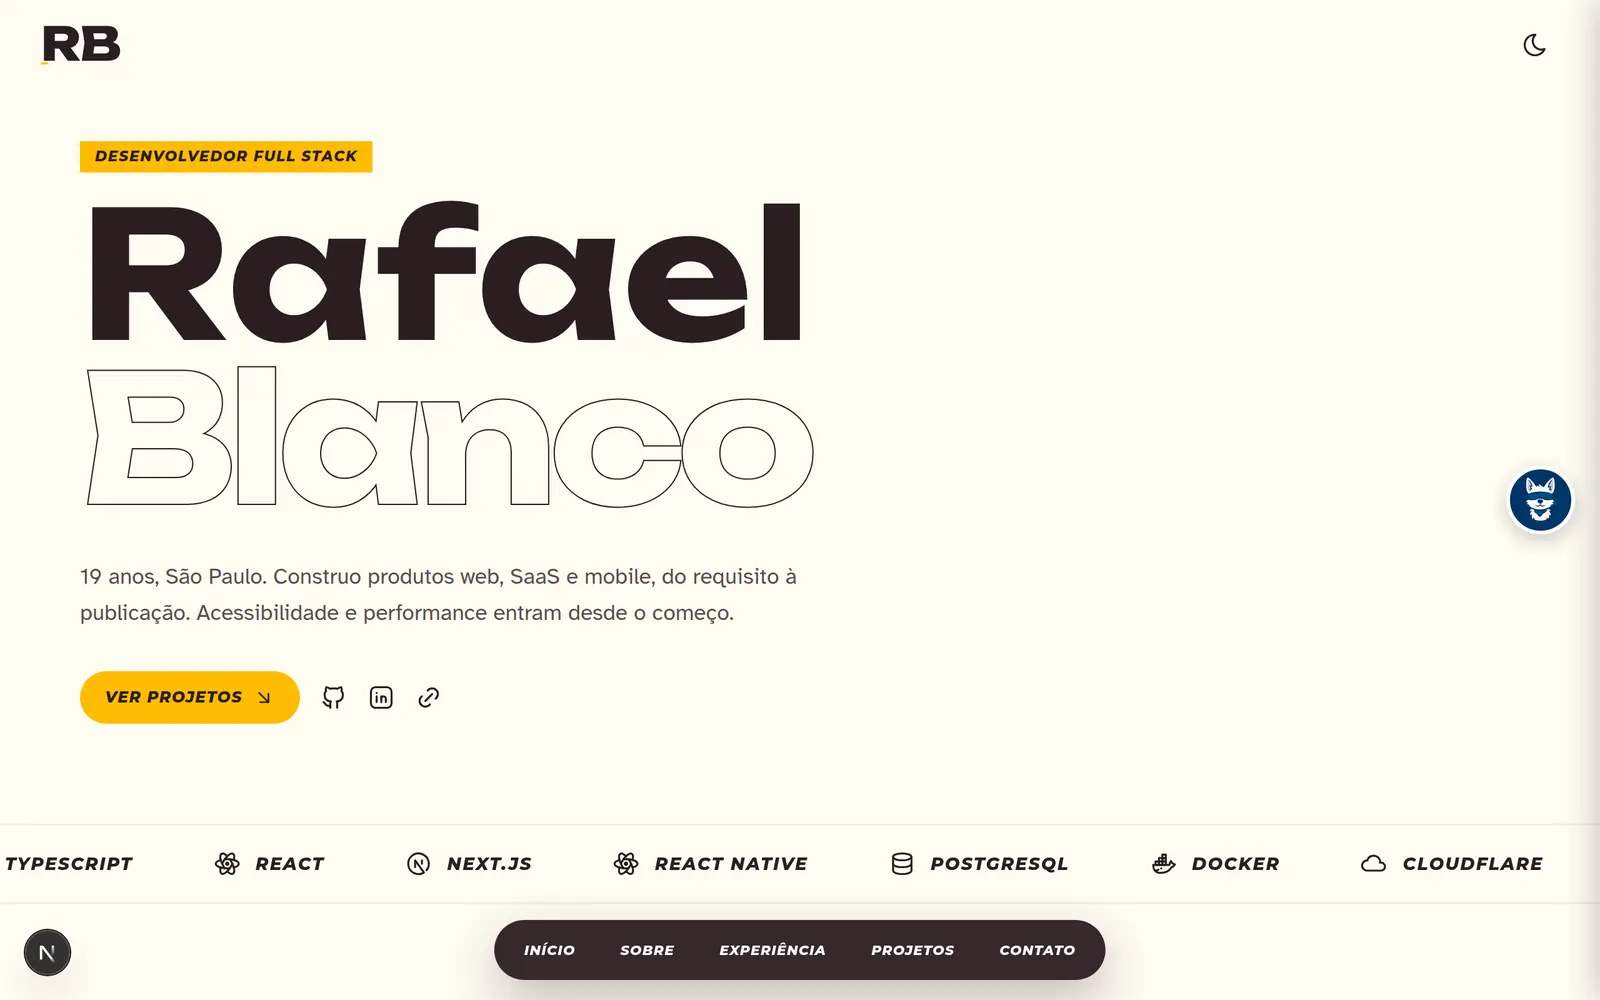 RB
DESENVOLVEDOR FULL STACK
Rafael
Blanco
19 anos, São Paulo. Construo produtos web, SaaS e mobile, do requisito à
publicação. Acessibilidade e performance entram desde o começo.
VER PROJETOS
in
TYPESCRIPT REACT N NEXT.JS REACT NATIVE POSTGRESQL DOCKER CLOUDFLARE
N
INÍCIO SOBRE EXPERIÊNCIA PROJETOS CONTATO